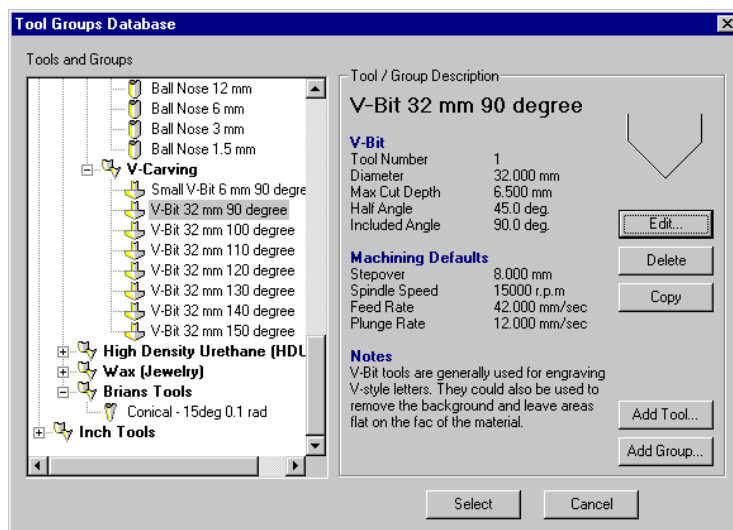 Tool Groups Database
Tools and Groups
Ball Nose 12 mm
Ball Nose 6 mm
Ball Nose 3 mm
Ball Nose 1.5 mm
V-Carving
Small V-Bit 6 mm 90 degre
V-Bit 32 mm 90 degree
V-Bit 32 mm 100 degree
V-Bit 32 mm 110 degree
V-Bit 32 mm 120 degree
V-Bit 32 mm 130 degree
V-Bit 32 mm 140 degree
V-Bit 32 mm 150 degree
High Density Urethane (HDU
Wax (Jewelry)
Brians Tools
Conical - 15deg 0.1 rad
Inch Tools
Tool / Group Description
V-Bit 32 mm 90 degree
V-Bit
Tool Number 1
Diameter 32.000 mm
Max Cut Depth 6.500 mm
Half Angle 45.0 deg.
Included Angle 90.0 deg.
Machining Defaults
Stepover 8.000 mm
Spindle Speed 15000 r.p.m
Feed Rate 42.000 mm/sec
Plunge Rate 12.000 mm/sec
Notes
V-Bit tools are generally used for engraving
V-style letters. They could also be used to
remove the background and leave areas
flat on the fac of the material.
Edit...
Delete
Copy
Add Tool...
Add Group...
Select
Cancel